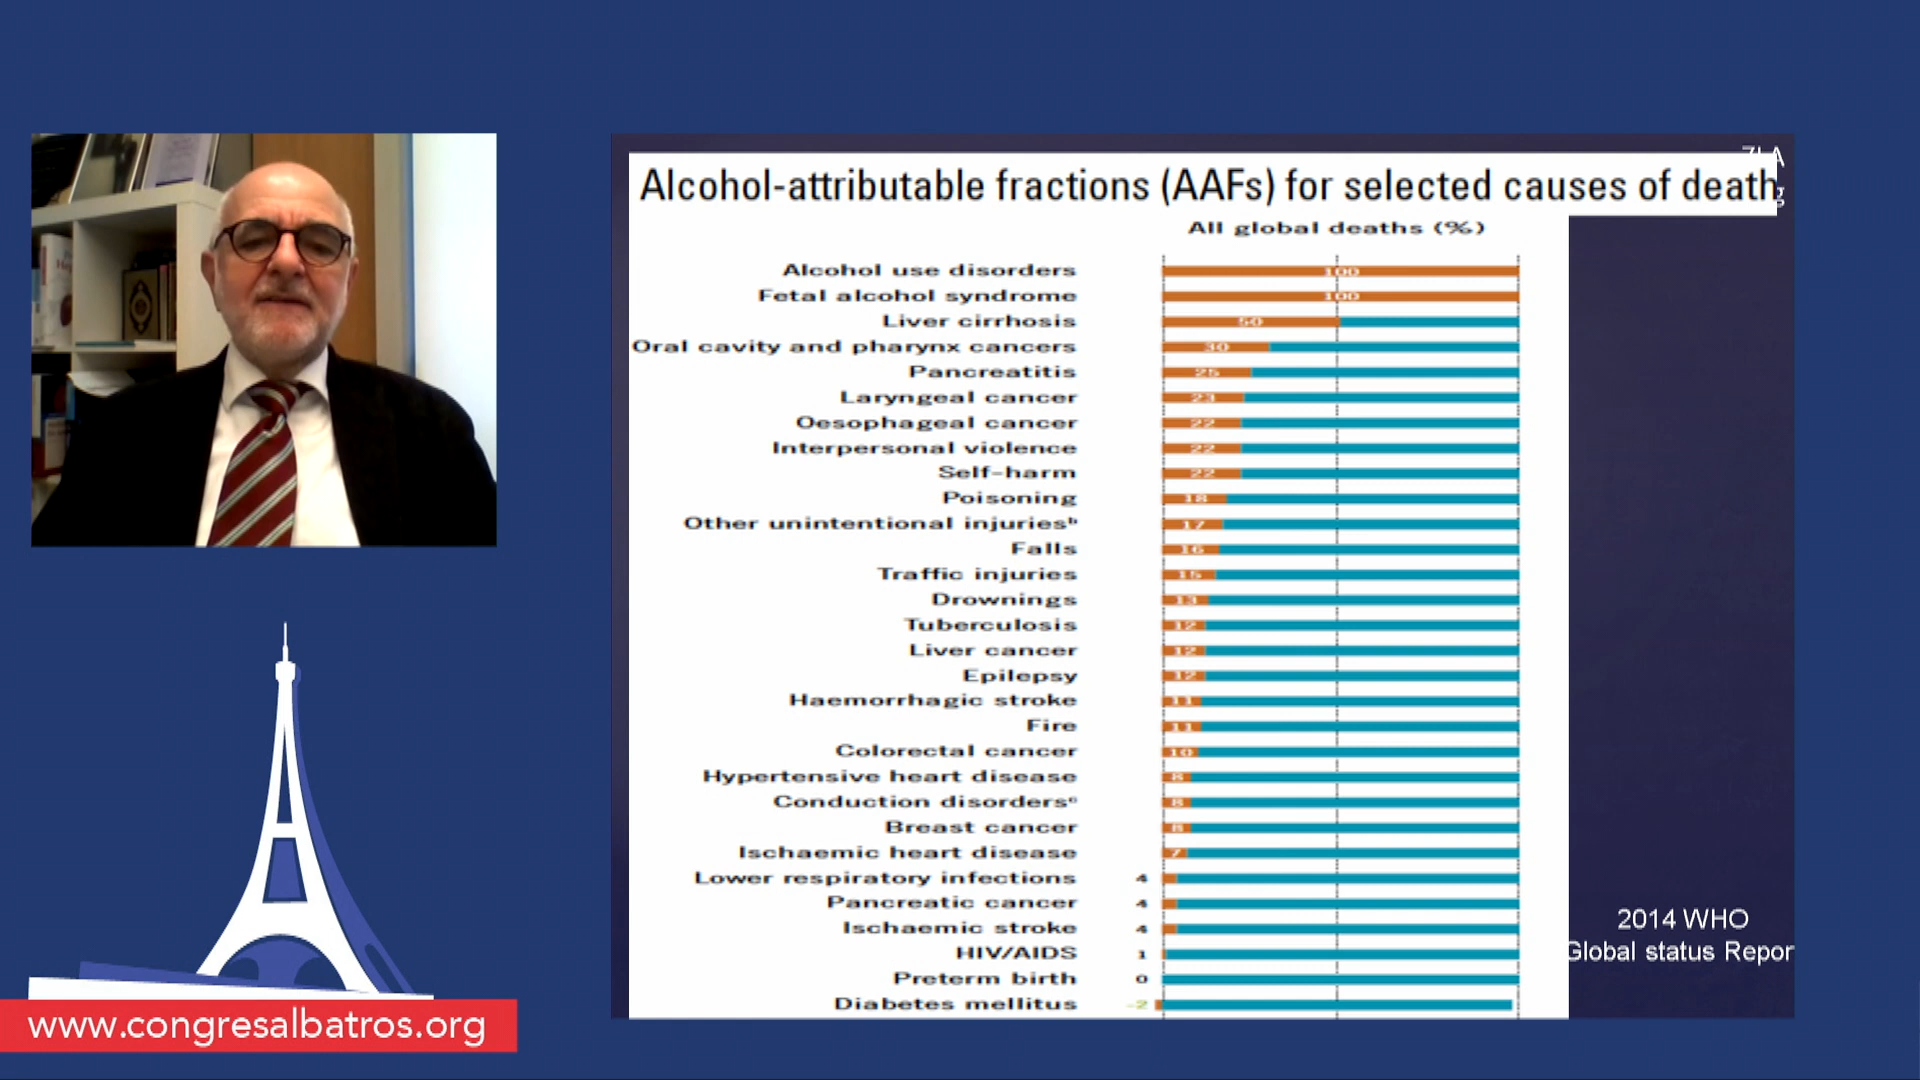 Alcohol-attributable fractions (AAFs) for selected causes of death
All global deaths (%)
Alcohol use disorders 100
Fetal alcohol syndrome 100
Liver cirrhosis 50
Oral cavity and pharynx cancers 30
Pancreatitis 25
Laryngeal cancer 23
Oesophageal cancer 22
Interpersonal violence 22
Self-harm 22
Poisoning 18
Other unintentional injuriesᵇ 17
Falls 16
Traffic injuries 15
Drownings 13
Tuberculosis 12
Liver cancer 12
Epilepsy 12
Haemorrhagic stroke 11
Fire 11
Colorectal cancer 10
Hypertensive heart disease 8
Conduction disordersᶜ 8
Breast cancer 8
Ischaemic heart disease 7
Lower respiratory infections 4
Pancreatic cancer 4
Ischaemic stroke 4
HIV/AIDS 1
Preterm birth 0
Diabetes mellitus -2
2014 WHO
Global status Repor
www.congresalbatros.org